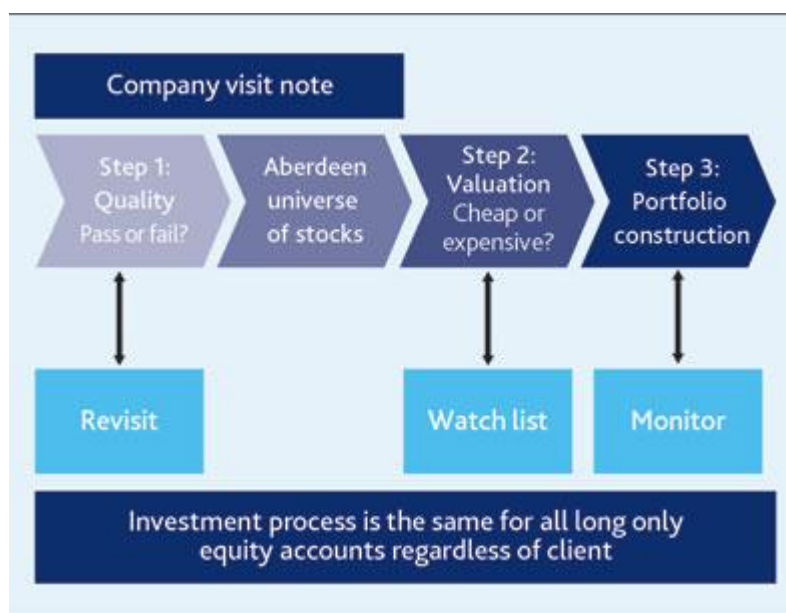 Company visit note
Step 1:
Quality
Pass or fail?
Aberdeen
universe
of stocks
Step 2:
Valuation
Cheap or
expensive?
Step 3:
Portfolio
construction
Revisit
Watch list
Monitor
Investment process is the same for all long only
equity accounts regardless of client